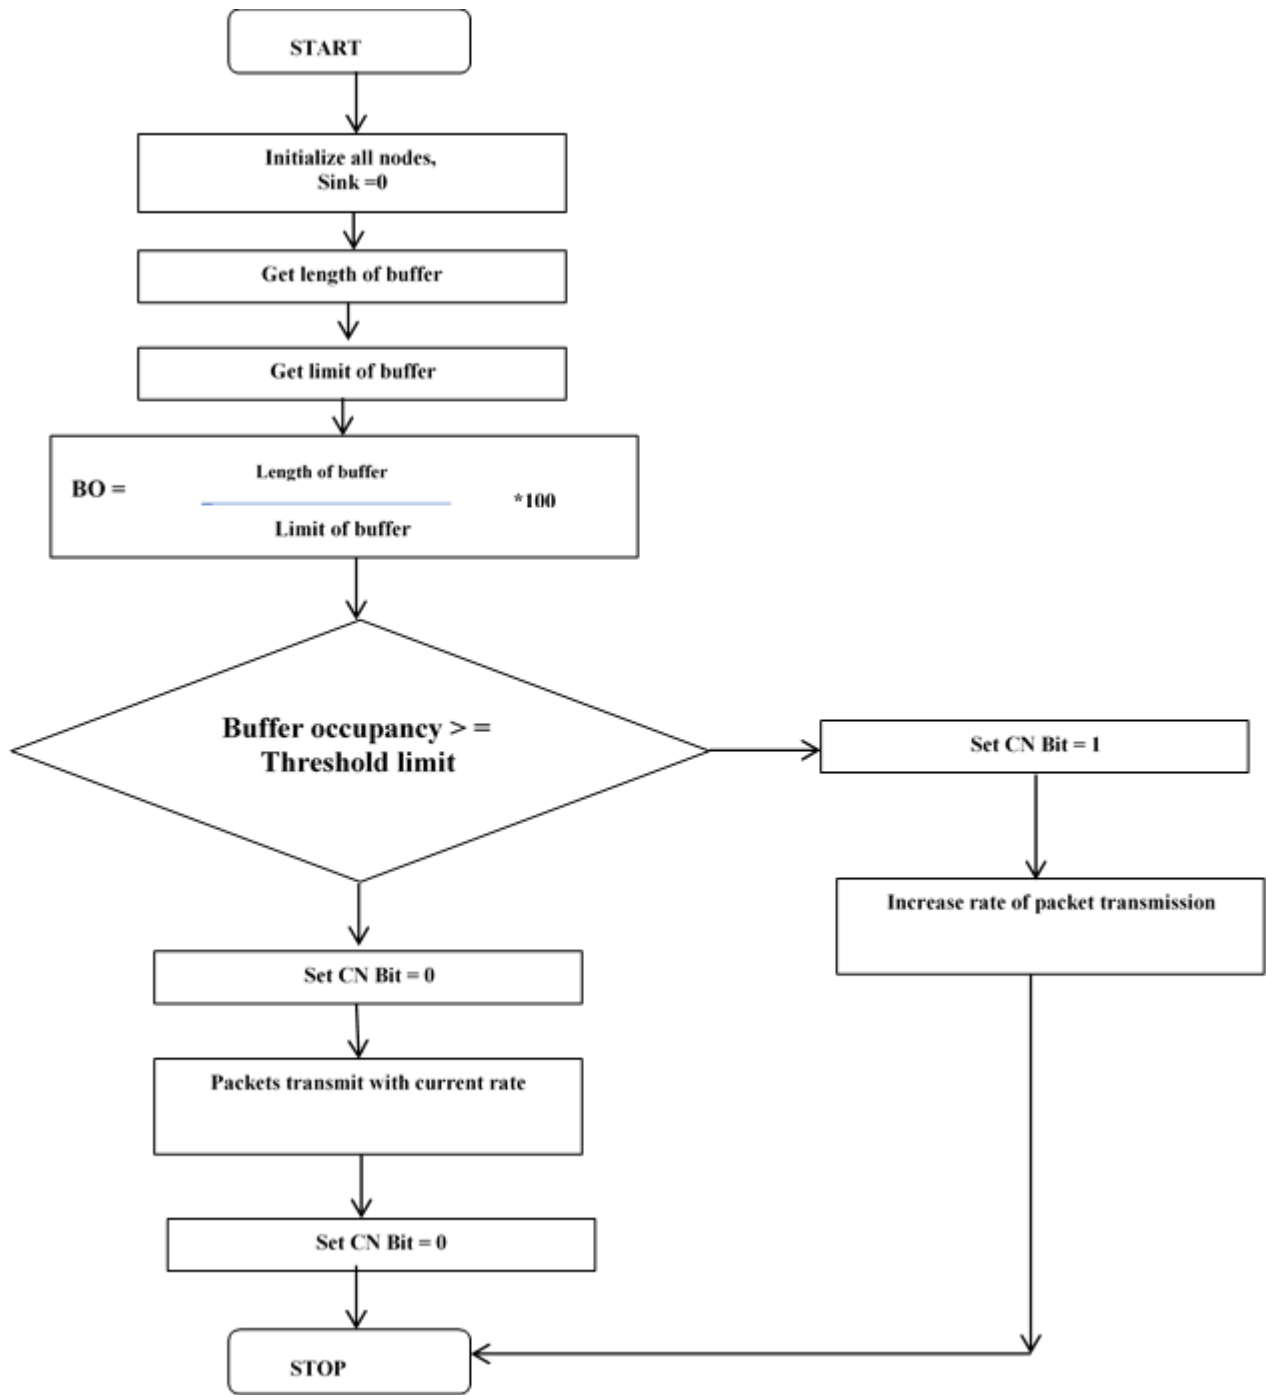 START
Initialize all nodes,
Sink =0
Get length of buffer
Get limit of buffer
Length of buffer
BO =
*100
Limit of buffer
Buffer occupancy > =
Threshold limit
Set CN Bit = 1
Increase rate of packet transmission
Set CN Bit = 0
Packets transmit with current rate
Set CN Bit = 0
STOP